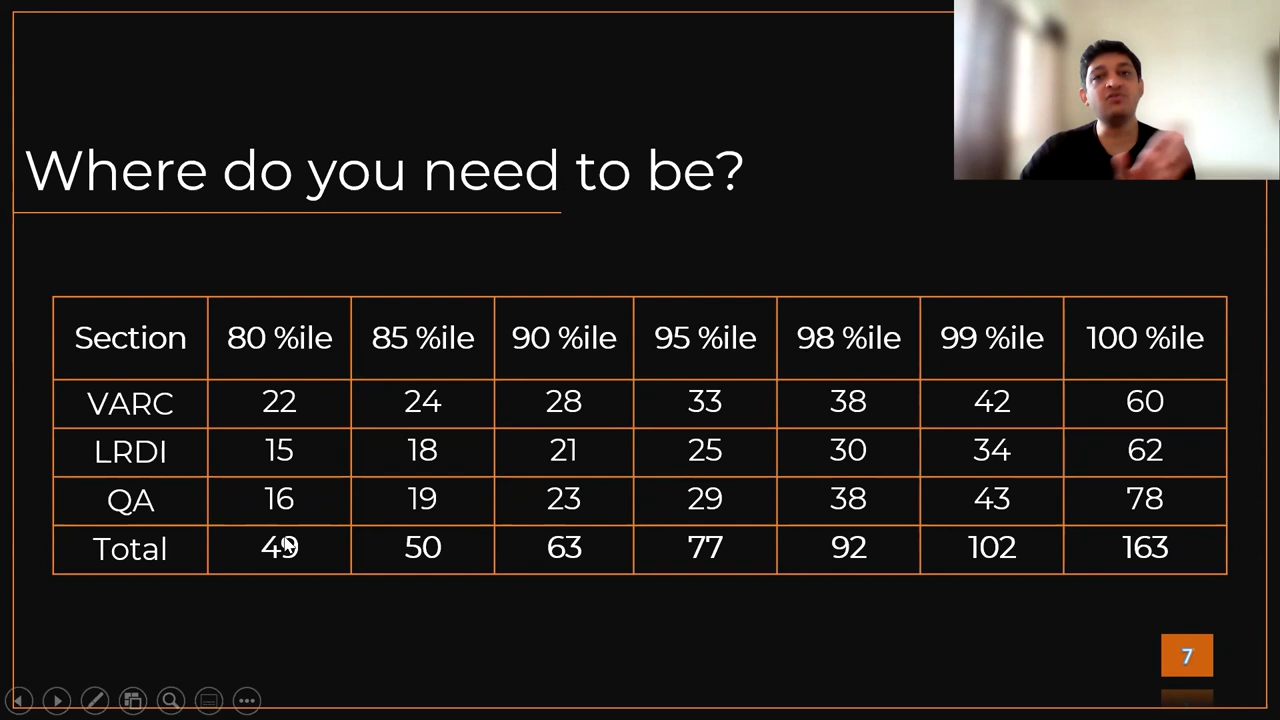 Where do you need to be?
Section 80 %ile 85 %ile 90 %ile 95 %ile 98 %ile 99 %ile 100 %ile
VARC 22 24 28 33 38 42 60
LRDI 15 18 21 25 30 34 62
QA 16 19 23 29 38 43 78
Total 49 50 63 77 92 102 163
7